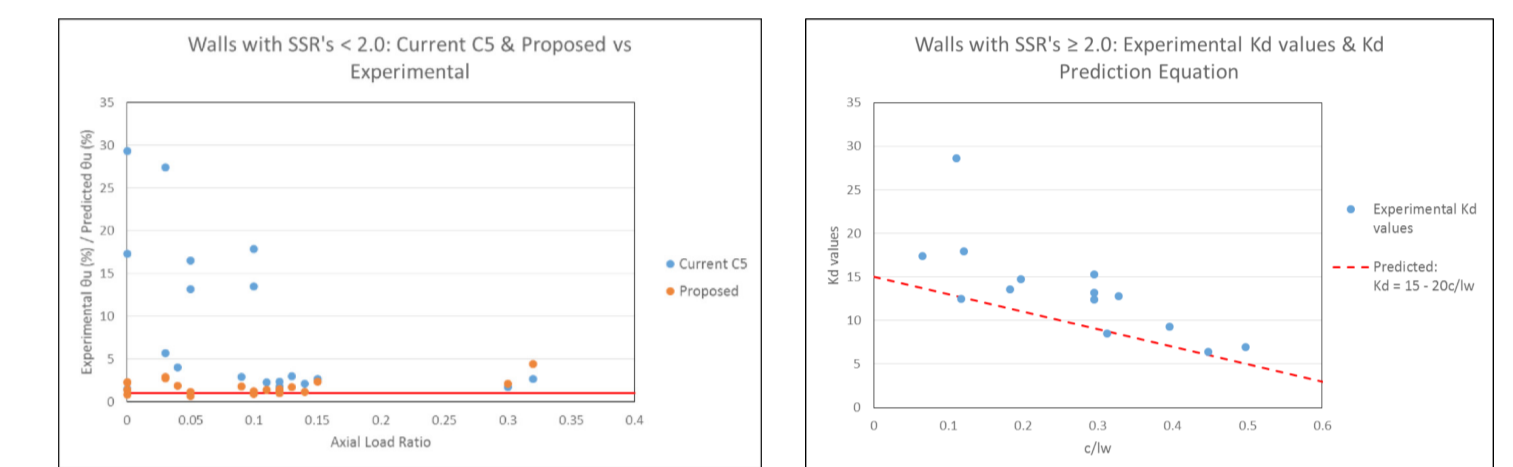 Walls with SSR's < 2.0: Current C5 & Proposed vs
Experimental
Experimental θu (%) / Predicted θu (%)
35
30
25
20
15
10
5
0
0
0.05
0.1
0.15
0.2
0.25
0.3
0.35
0.4
Axial Load Ratio
Current C5
Proposed
Walls with SSR's ≥ 2.0: Experimental Kd values & Kd
Prediction Equation
Kd values
35
30
25
20
15
10
5
0
0
0.1
0.2
0.3
0.4
0.5
0.6
c/lw
Experimental Kd
values
Predicted:
Kd = 15 - 20c/lw